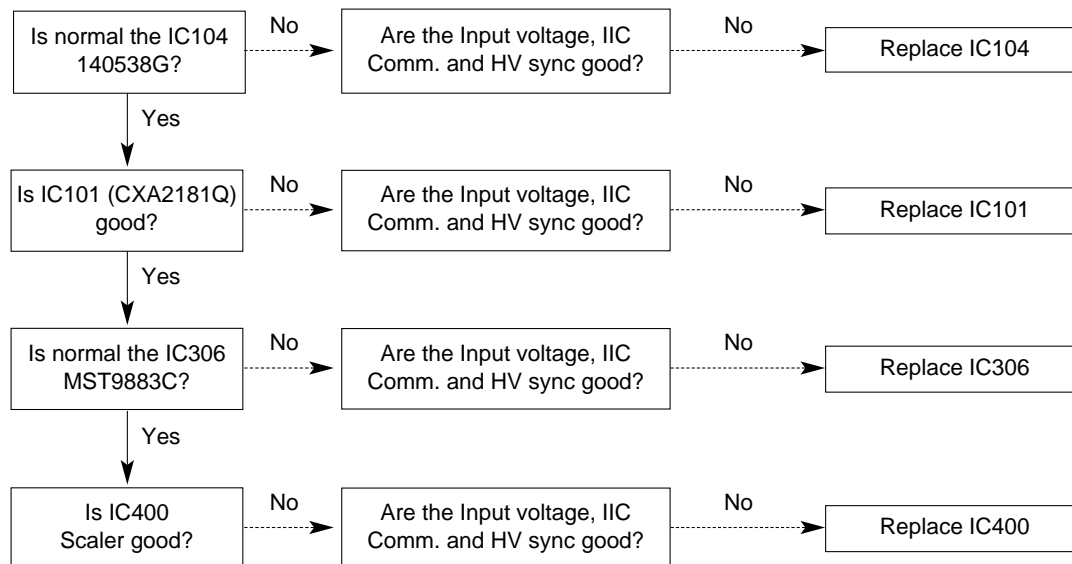 Is normal the IC104
140538G?
No
Are the Input voltage, IIC
Comm. and HV sync good?
No
Replace IC104
Yes
Is IC101 (CXA2181Q)
good?
No
Are the Input voltage, IIC
Comm. and HV sync good?
No
Replace IC101
Yes
Is normal the IC306
MST9883C?
No
Are the Input voltage, IIC
Comm. and HV sync good?
No
Replace IC306
Yes
Is IC400
Scaler good?
No
Are the Input voltage, IIC
Comm. and HV sync good?
No
Replace IC400